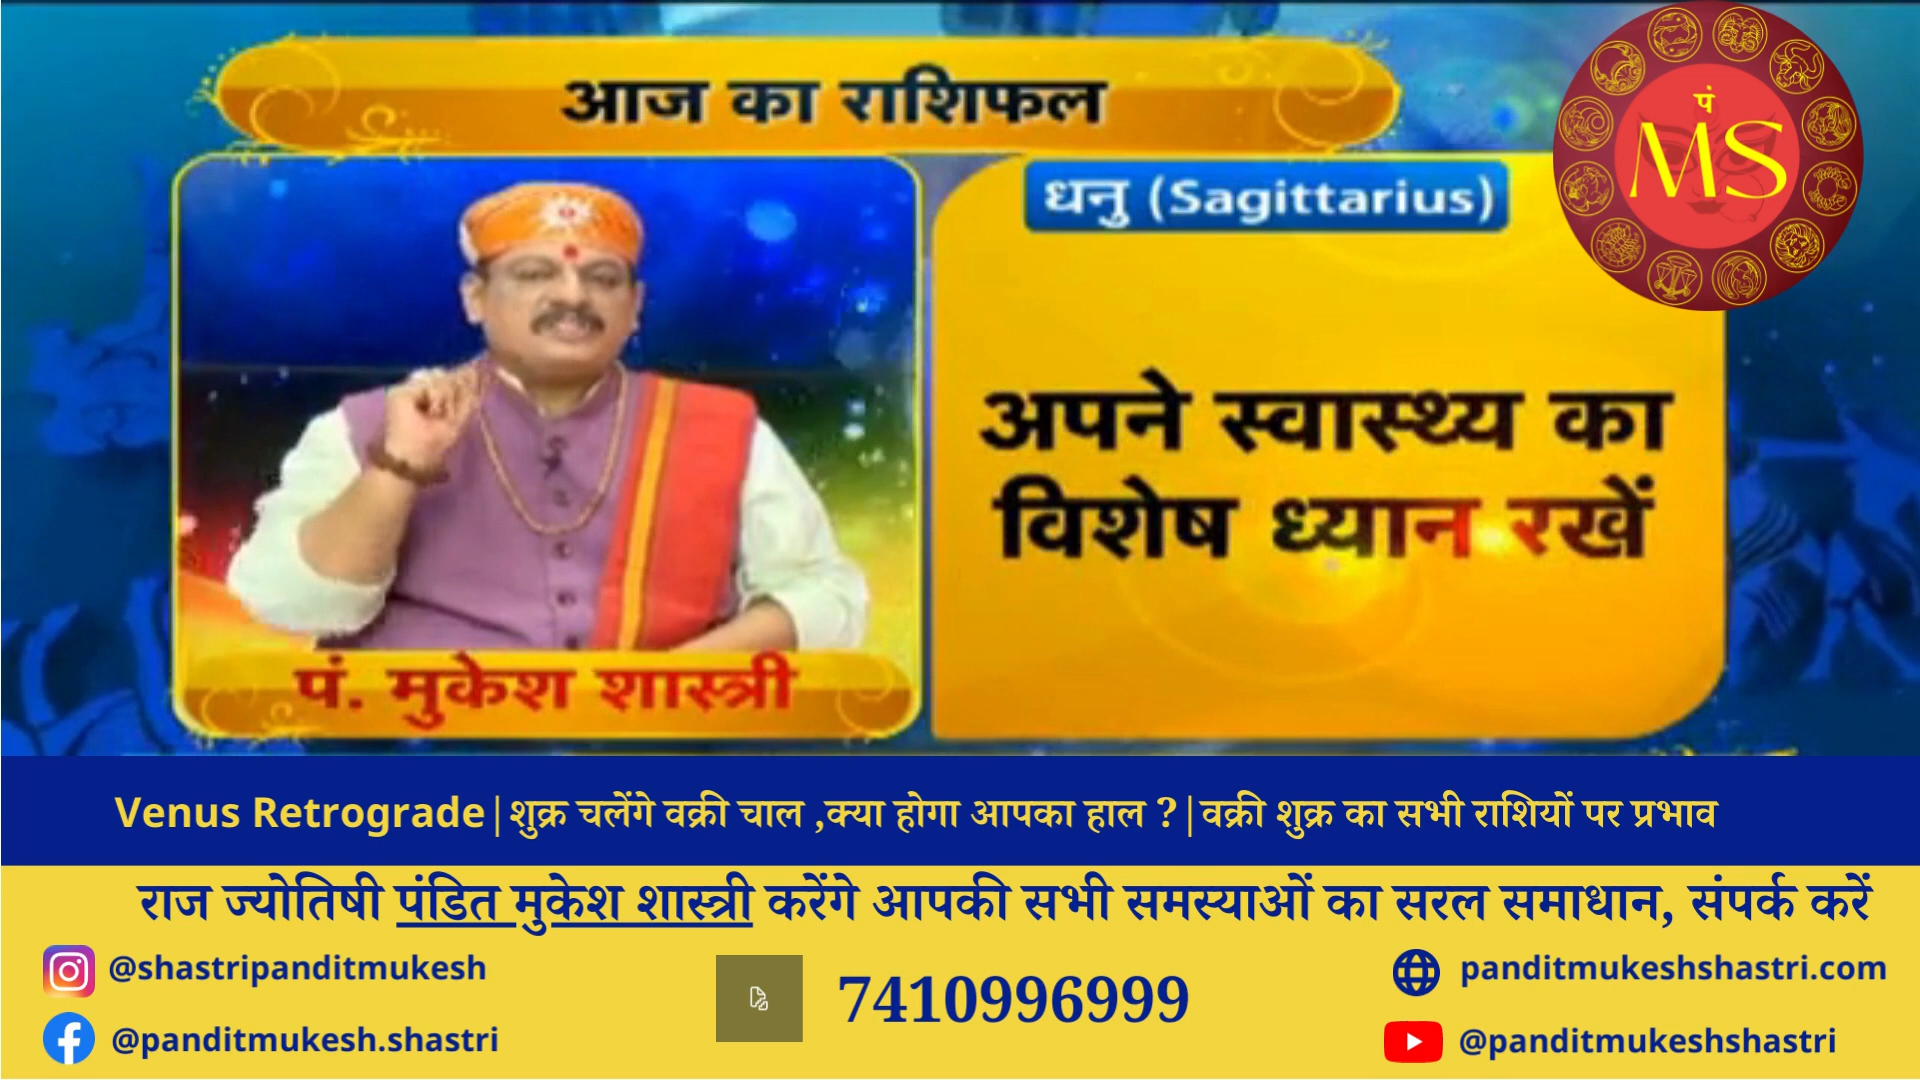 आज का राशिफल
पं
MS
धनु (Sagittarius)
अपने स्वास्थ्य का
विशेष ध्यान रखें
पं. मुकेश शास्त्री
Venus Retrograde|शुक्र चलेंगे वक्री चाल ,क्या होगा आपका हाल ?|वक्री शुक्र का सभी राशियों पर प्रभाव
राज ज्योतिषी पंडित मुकेश शास्त्री करेंगे आपकी सभी समस्याओं का सरल समाधान, संपर्क करें
@shastripanditmukesh
@panditmukesh.shastri
7410996999
panditmukeshshastri.com
@panditmukeshshastri